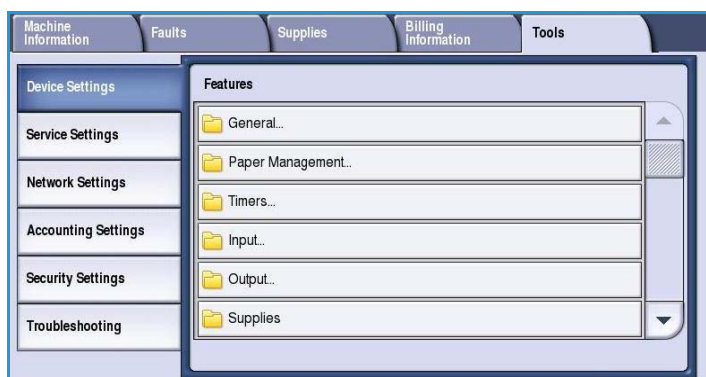 Machine
Information
Faults
Supplies
Billing
Information
Tools
Device Settings
Service Settings
Network Settings
Accounting Settings
Security Settings
Troubleshooting
Features
General...
Paper Management...
Timers...
Input...
Output...
Supplies